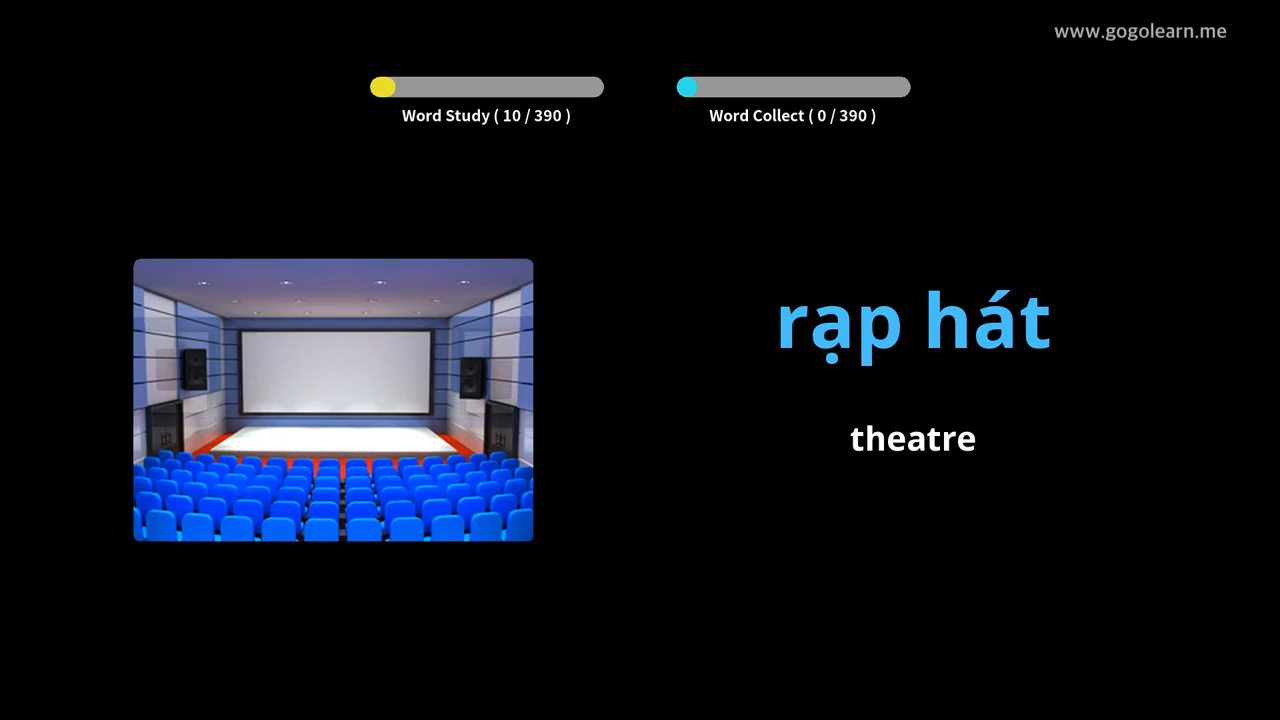 www.gogolearn.me
Word Study ( 10 / 390 )
Word Collect ( 0 / 390 )
rạp hát
theatre